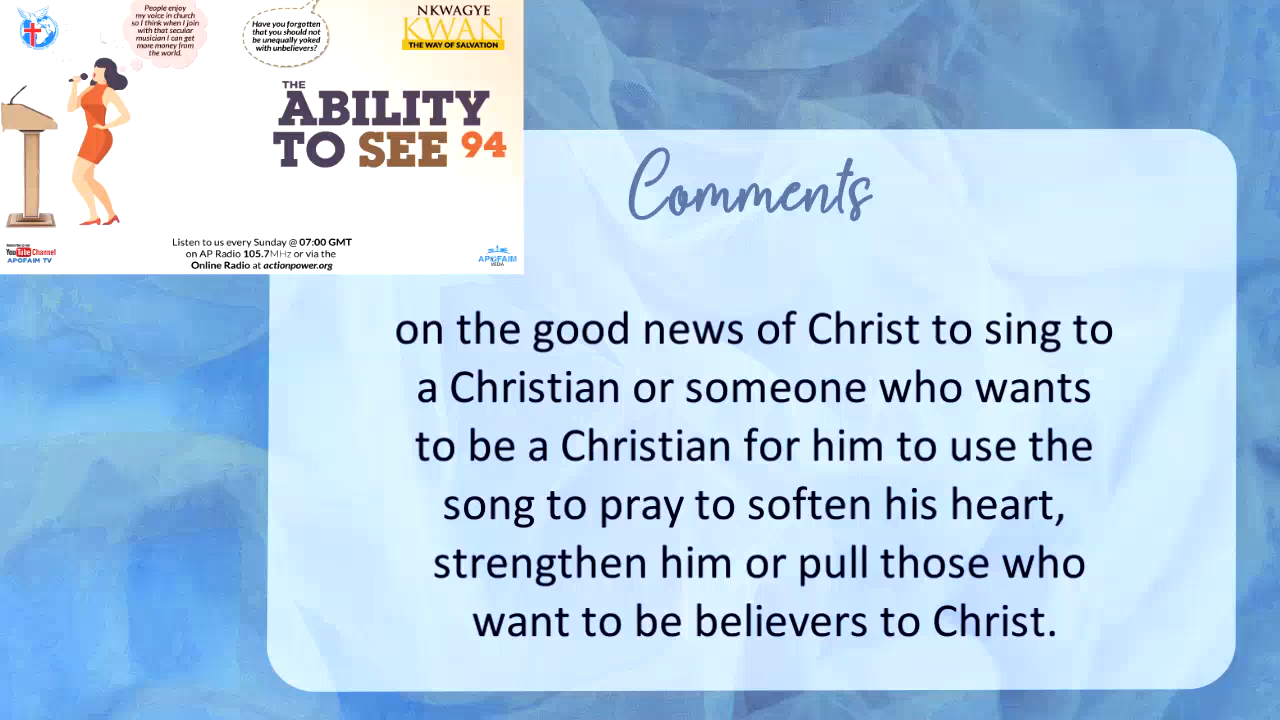 People enjoy
my voice in church
so I think when I join
with that secular
musician I can get
more money from
the world.
Have you forgotten
that you should not
be unequally yoked
with unbelievers?
NKWAGYE
KWAN
THE WAY OF SALVATION
THE
ABILITY
TO SEE 94
Listen to us every Sunday @ 07:00 GMT
on AP Radio 105.7MHz or via the
Online Radio at actionpower.org
YouTube Channel
APOFAIM TV
APOFAIM
MEDIA
Comments
on the good news of Christ to sing to
a Christian or someone who wants
to be a Christian for him to use the
song to pray to soften his heart,
strengthen him or pull those who
want to be believers to Christ.